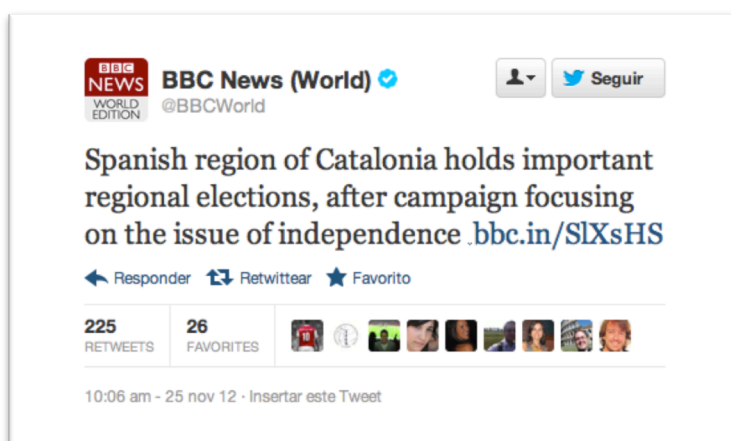 BBC
NEWS
WORLD
EDITION
BBC News (World)
@BBCWorld
Seguir
Spanish region of Catalonia holds important
regional elections, after campaign focusing
on the issue of independence bbc.in/SlXsHS
Responder Retwittear Favorito
225 26
RETWEETS FAVORITES
10
10:06 am - 25 nov 12 · Insertar este Tweet